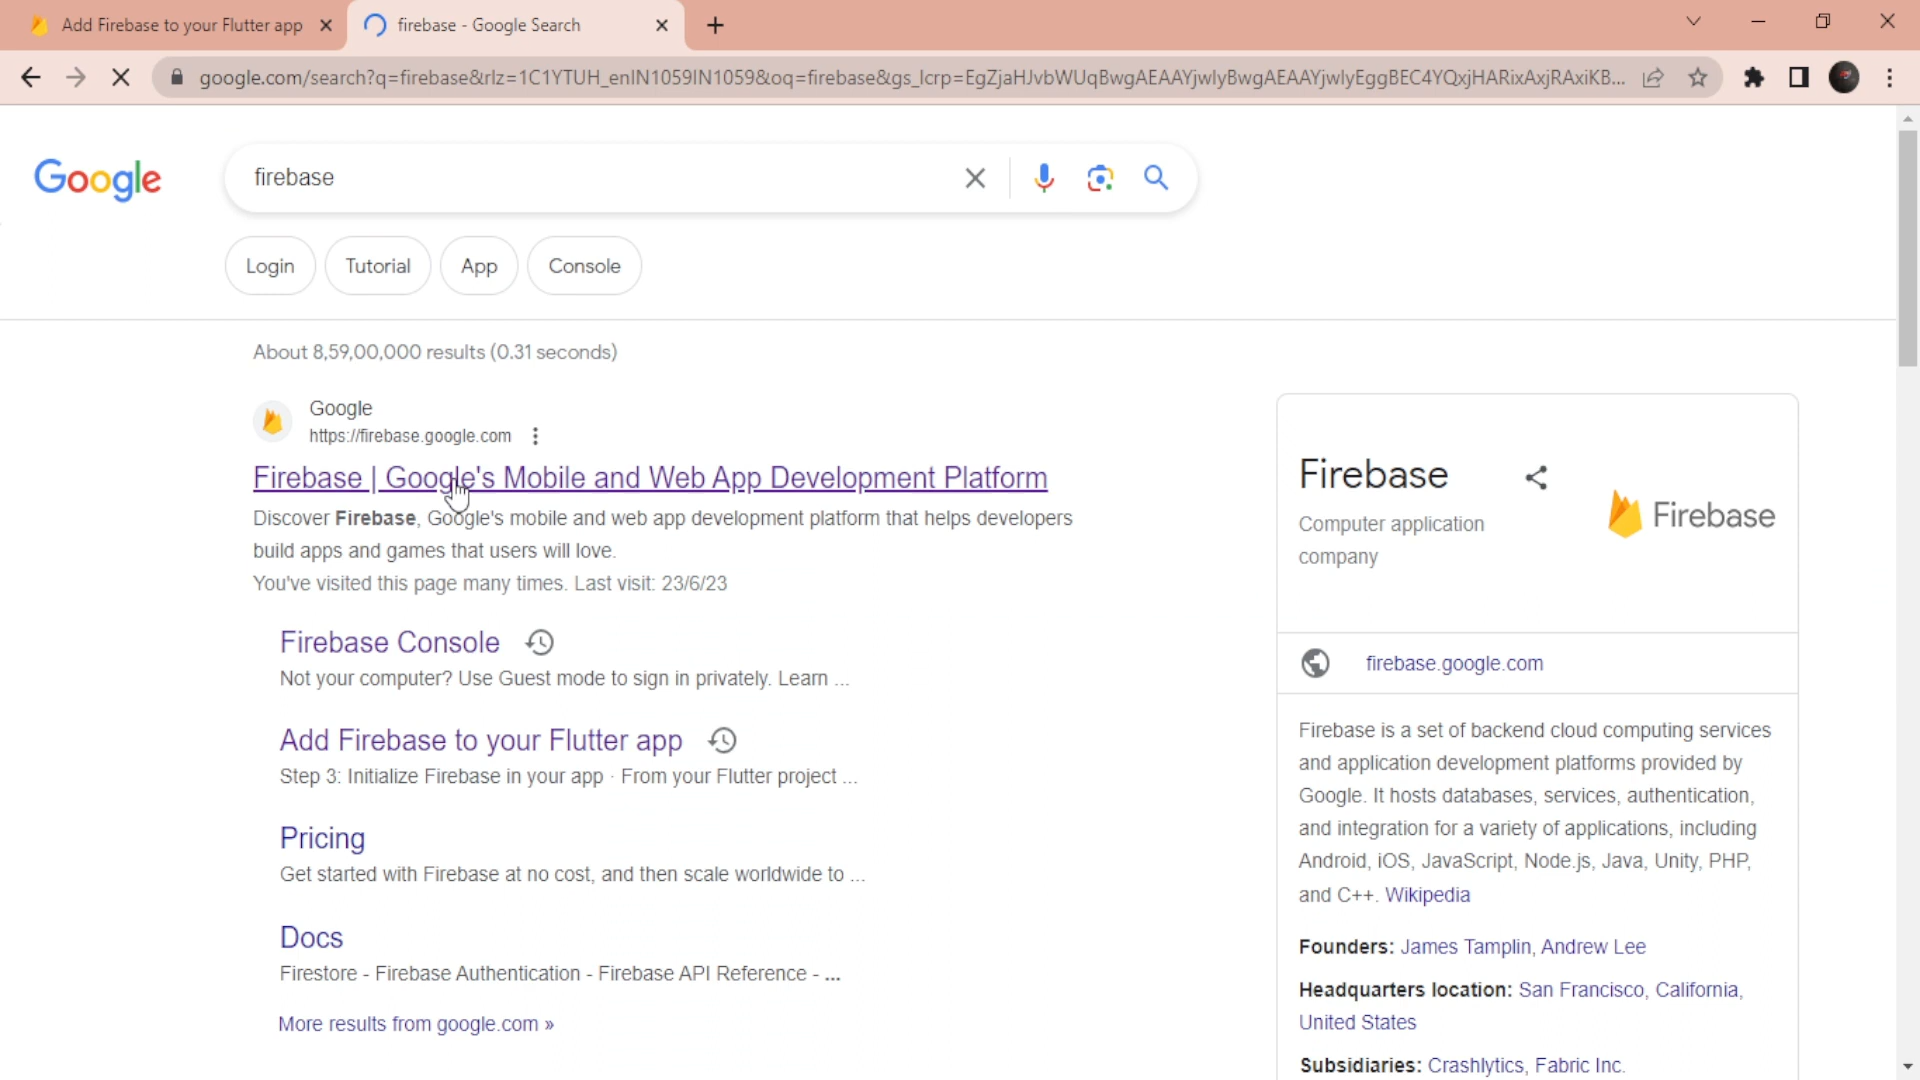 Add Firebase to your Flutter app
firebase - Google Search
google.com/search?q=firebase&rlz=1C1YTUH_enIN1059IN1059&oq=firebase&gs_lcrp=EgZjaHJvbWUqBwgAEAAYjwIyBwgAEAAYjwIyEggBEC4YQxjHARixAxjRAxiKB...
Google
firebase
Login
Tutorial
App
Console
About 8,59,00,000 results (0.31 seconds)
Google
https://firebase.google.com
Firebase | Google's Mobile and Web App Development Platform
Discover Firebase, Google's mobile and web app development platform that helps developers
build apps and games that users will love.
You've visited this page many times. Last visit: 23/6/23
Firebase Console
Not your computer? Use Guest mode to sign in privately. Learn ...
Add Firebase to your Flutter app
Step 3: Initialize Firebase in your app · From your Flutter project ...
Pricing
Get started with Firebase at no cost, and then scale worldwide to ...
Docs
Firestore - Firebase Authentication - Firebase API Reference - ...
More results from google.com »
Firebase
Computer application
company
Firebase
firebase.google.com
Firebase is a set of backend cloud computing services
and application development platforms provided by
Google. It hosts databases, services, authentication,
and integration for a variety of applications, including
Android, iOS, JavaScript, Node.js, Java, Unity, PHP,
and C++. Wikipedia
Founders: James Tamplin, Andrew Lee
Headquarters location: San Francisco, California,
United States
Subsidiaries: Crashlytics, Fabric Inc.